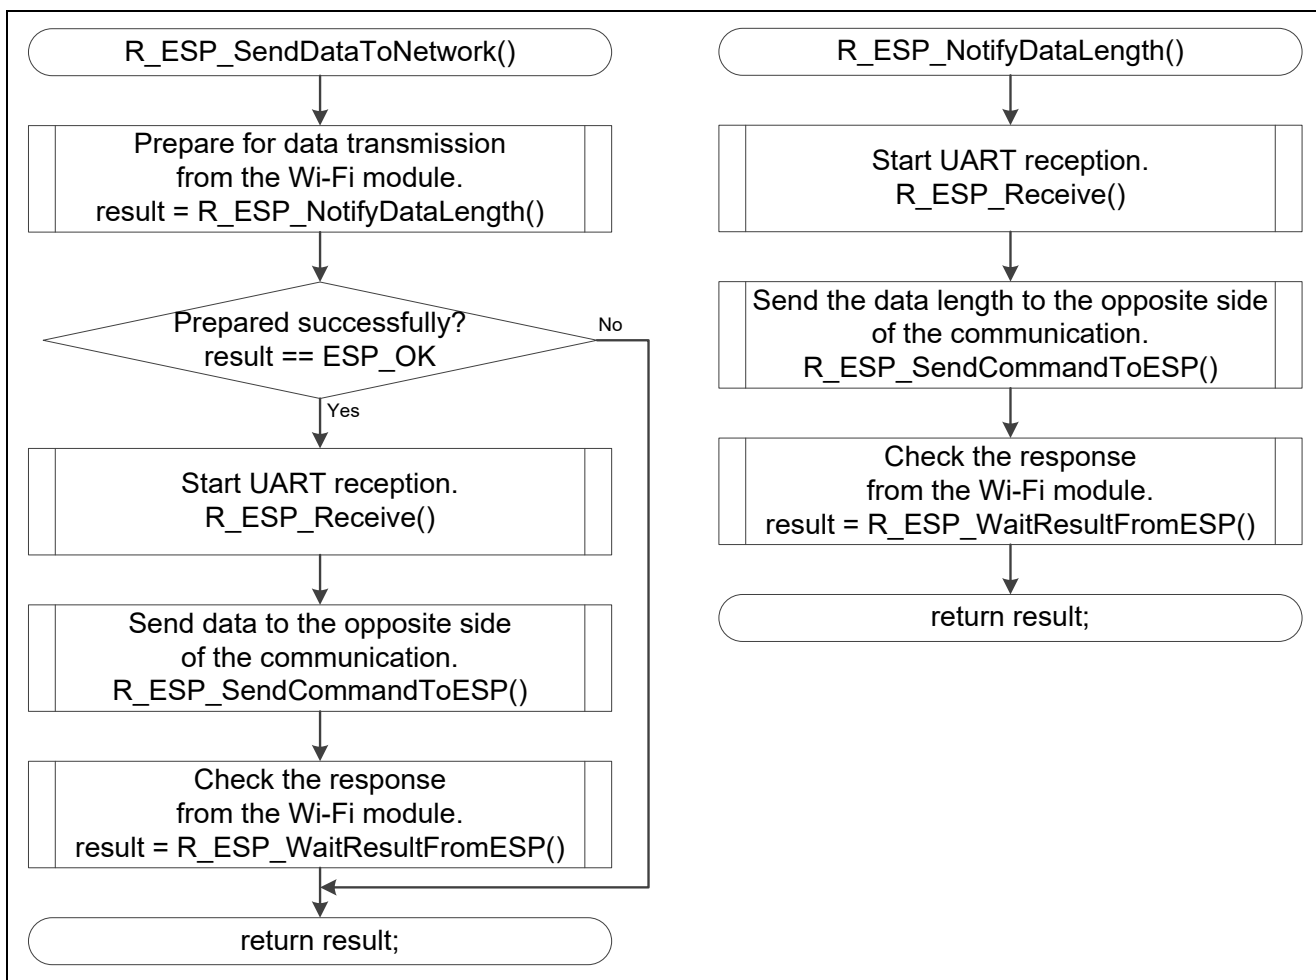 R_ESP_SendDataToNetwork()
Prepare for data transmission
from the Wi-Fi module.
result = R_ESP_NotifyDataLength()
Prepared successfully?
result == ESP_OK
No
Yes
Start UART reception.
R_ESP_Receive()
Send data to the opposite side
of the communication.
R_ESP_SendCommandToESP()
Check the response
from the Wi-Fi module.
result = R_ESP_WaitResultFromESP()
return result;
R_ESP_NotifyDataLength()
Start UART reception.
R_ESP_Receive()
Send the data length to the opposite side
of the communication.
R_ESP_SendCommandToESP()
Check the response
from the Wi-Fi module.
result = R_ESP_WaitResultFromESP()
return result;